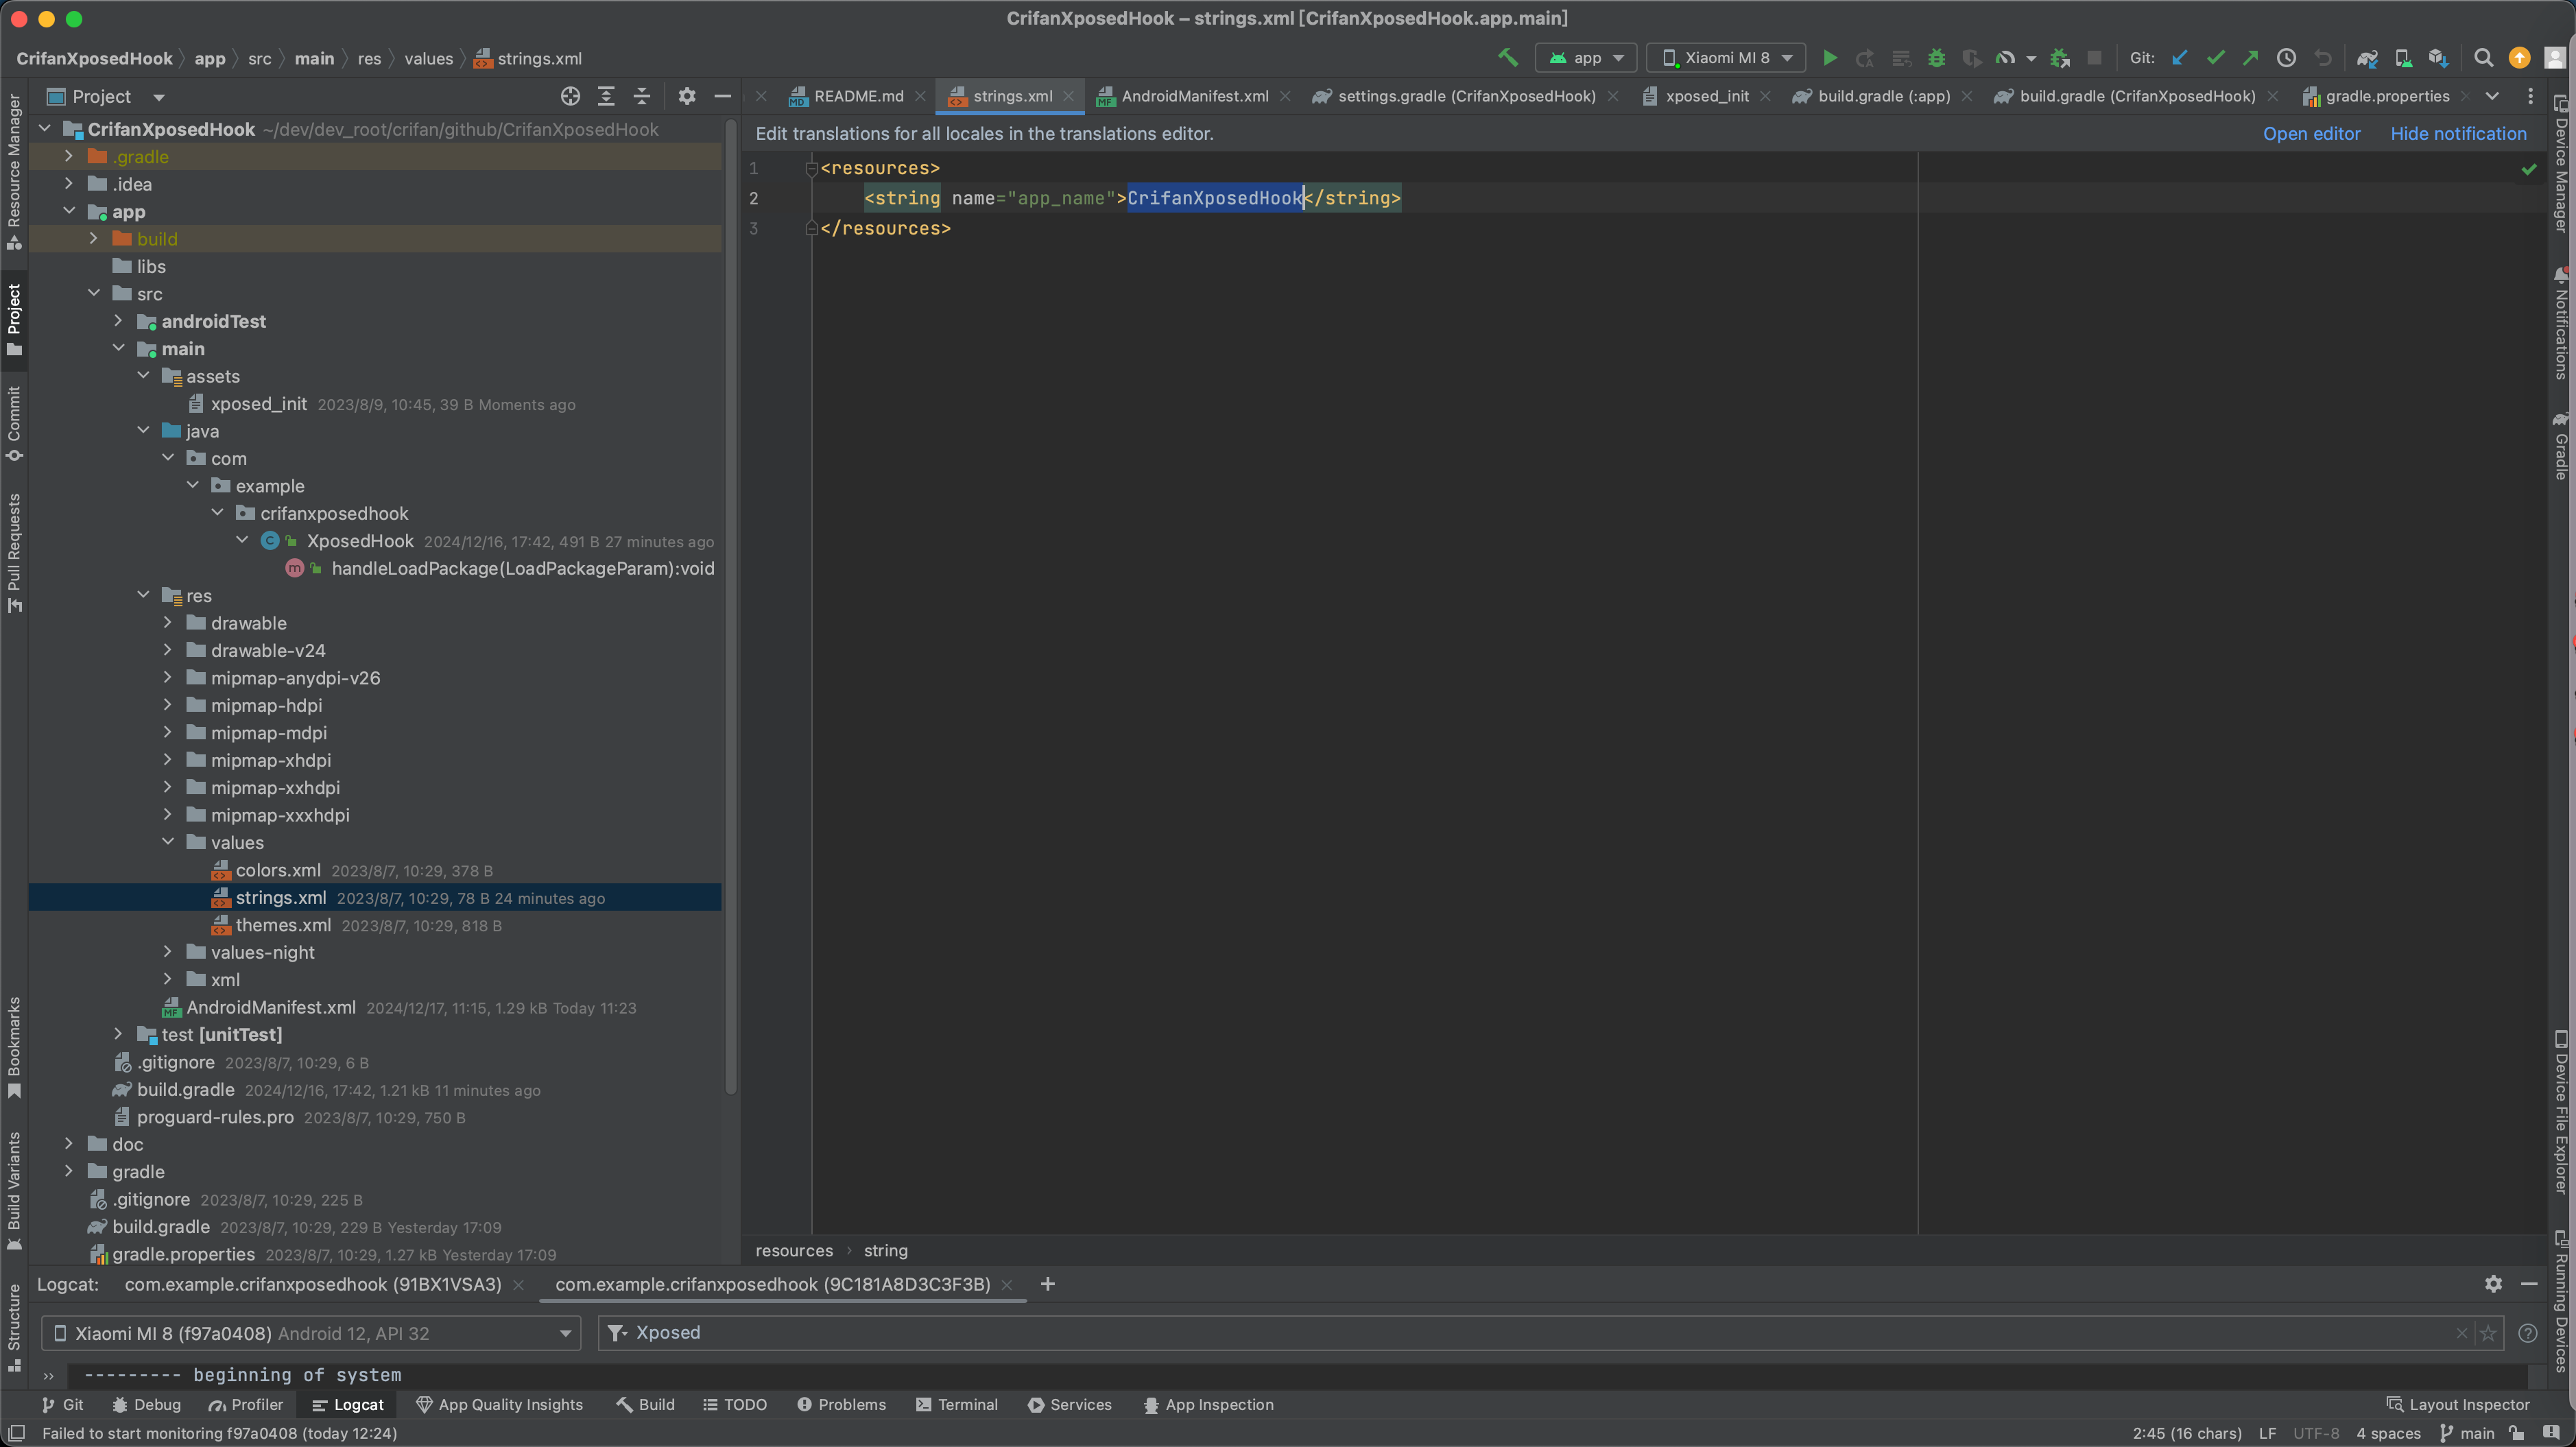 CrifanXposedHook – strings.xml [CrifanXposedHook.app.main]
CrifanXposedHook app src main res values strings.xml
app Xiaomi MI 8 Git:
Project
README.md strings.xml AndroidManifest.xml settings.gradle (CrifanXposedHook) xposed_init build.gradle (:app) build.gradle (CrifanXposedHook) gradle.properties
Edit translations for all locales in the translations editor. Open editor Hide notification
1 <resources>
2 <string name="app_name">CrifanXposedHook</string>
3 </resources>
CrifanXposedHook ~/dev/dev_root/crifan/github/CrifanXposedHook
.gradle
.idea
app
build
libs
src
androidTest
main
assets
xposed_init 2023/8/9, 10:45, 39 B Moments ago
java
com
example
crifanxposedhook
XposedHook 2024/12/16, 17:42, 491 B 27 minutes ago
handleLoadPackage(LoadPackageParam):void
res
drawable
drawable-v24
mipmap-anydpi-v26
mipmap-hdpi
mipmap-mdpi
mipmap-xhdpi
mipmap-xxhdpi
mipmap-xxxhdpi
values
colors.xml 2023/8/7, 10:29, 378 B
strings.xml 2023/8/7, 10:29, 78 B 24 minutes ago
themes.xml 2023/8/7, 10:29, 818 B
values-night
xml
AndroidManifest.xml 2024/12/17, 11:15, 1.29 kB Today 11:23
test [unitTest]
.gitignore 2023/8/7, 10:29, 6 B
build.gradle 2024/12/16, 17:42, 1.21 kB 11 minutes ago
proguard-rules.pro 2023/8/7, 10:29, 750 B
doc
gradle
.gitignore 2023/8/7, 10:29, 225 B
build.gradle 2023/8/7, 10:29, 229 B Yesterday 17:09
gradle.properties 2023/8/7, 10:29, 1.27 kB Yesterday 17:09
resources › string
Resource Manager
Project
Commit
Pull Requests
Bookmarks
Build Variants
Structure
Device Manager
Notifications
Gradle
Device File Explorer
Running Devices
Logcat: com.example.crifanxposedhook (91BX1VSA3) com.example.crifanxposedhook (9C181A8D3C3F3B)
Xiaomi MI 8 (f97a0408) Android 12, API 32 Xposed
--------- beginning of system
Git Debug Profiler Logcat App Quality Insights Build TODO Problems Terminal Services App Inspection Layout Inspector
Failed to start monitoring f97a0408 (today 12:24) 2:45 (16 chars) LF UTF-8 4 spaces main